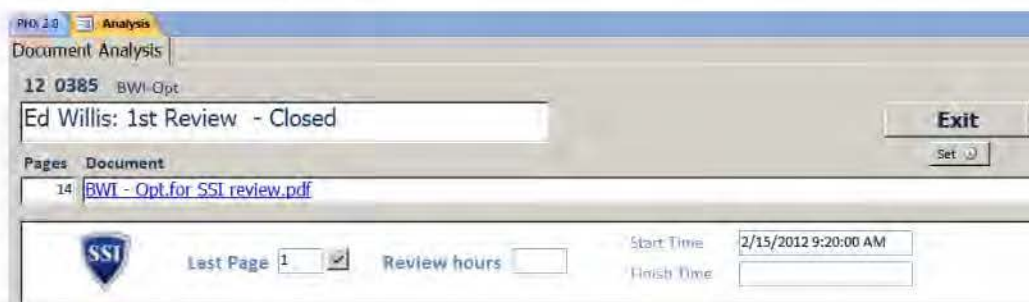 PHX 2.0 Analysis
Document Analysis
12 0385 BWI-Opt
Ed Willis: 1st Review - Closed
Exit
Set
Pages Document
14 BWI - Opt.for SSI review.pdf
SSI
Last Page 1 Review hours
Start Time 2/15/2012 9:20:00 AM
Finish Time